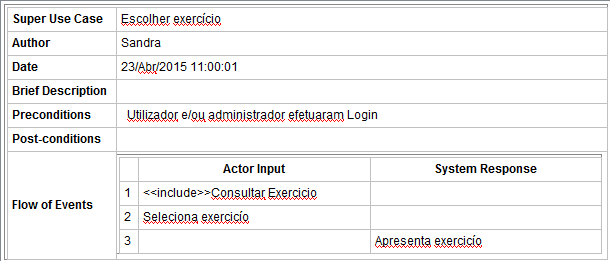 Super Use Case Escolher exercício
Author Sandra
Date 23/Abr/2015 11:00:01
Brief Description
Preconditions Utilizador e/ou administrador efetuaram Login
Post-conditions
Flow of Events
Actor Input System Response
1 <<include>>Consultar Exercicio
2 Seleciona exercicío
3 Apresenta exercicío